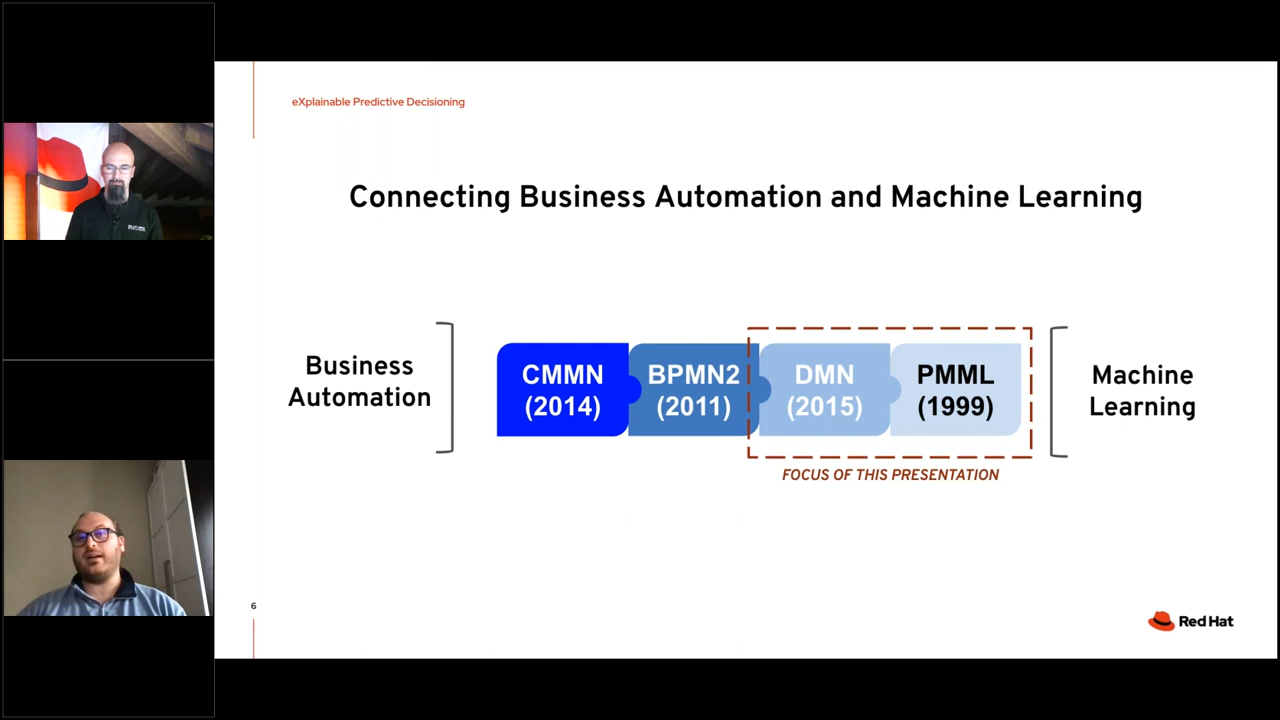 eXplainable Predictive Decisioning
Connecting Business Automation and Machine Learning
Business
Automation
CMMN
(2014)
BPMN2
(2011)
DMN
(2015)
PMML
(1999)
Machine
Learning
FOCUS OF THIS PRESENTATION
6
Red Hat